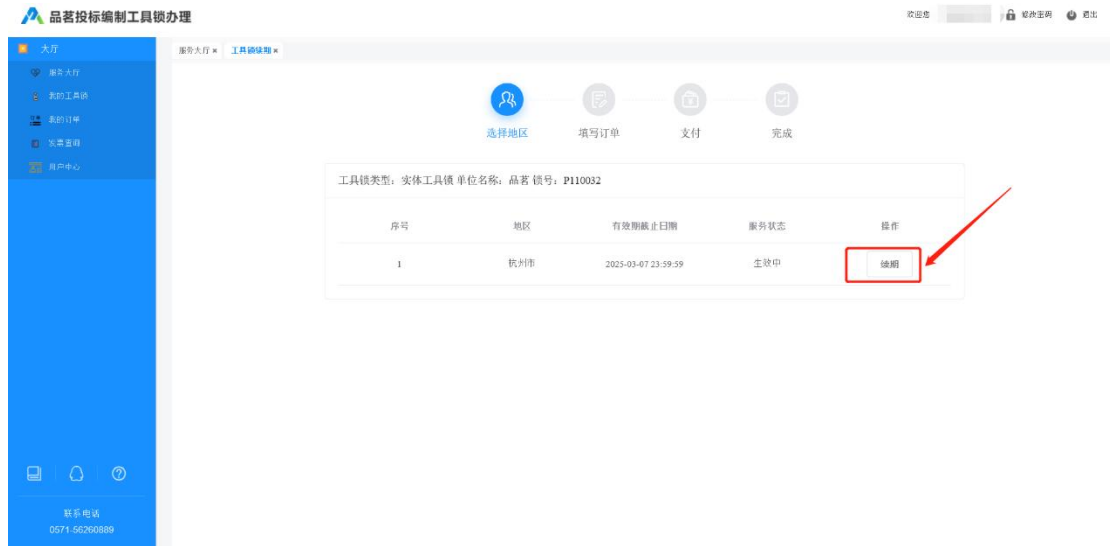 品茗投标编制工具锁办理
欢迎您
修改密码
退出
大厅
服务大厅
我的工具锁
我的订单
发票查询
用户中心
服务大厅 × 工具锁续期 ×
选择地区 填写订单 支付 完成
工具锁类型：实体工具锁 单位名称：品茗 锁号：P110032
序号 地区 有效期截止日期 服务状态 操作
1 杭州市 2025-03-07 23:59:59 生效中 续期
联系电话
0571-56260889